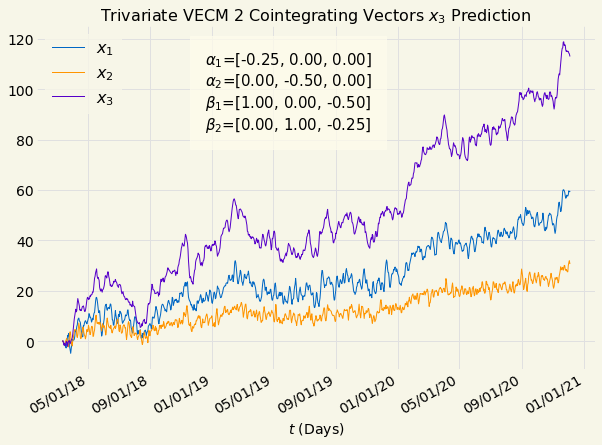 Trivariate VECM 2 Cointegrating Vectors x₃ Prediction
x₁
x₂
x₃
α₁=[-0.25, 0.00, 0.00]
α₂=[0.00, -0.50, 0.00]
β₁=[1.00, 0.00, -0.50]
β₂=[0.00, 1.00, -0.25]
120
100
80
60
40
20
0
05/01/18
09/01/18
01/01/19
05/01/19
09/01/19
01/01/20
05/01/20
09/01/20
01/01/21
t (Days)